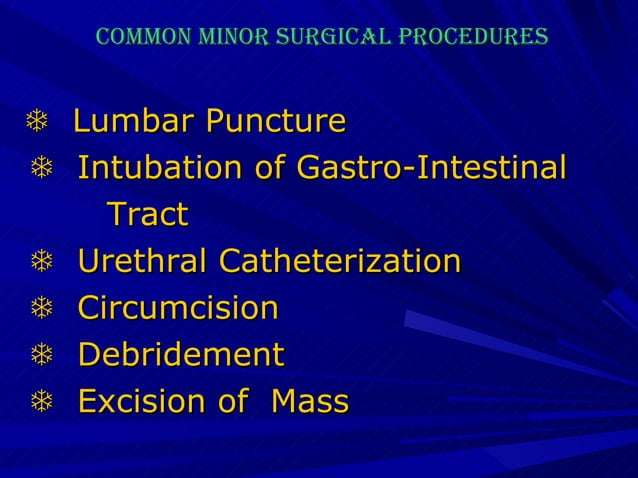 COMMON MINOR SURGICAL PROCEDURES
Lumbar Puncture
Intubation of Gastro-Intestinal
Tract
Urethral Catheterization
Circumcision
Debridement
Excision of Mass